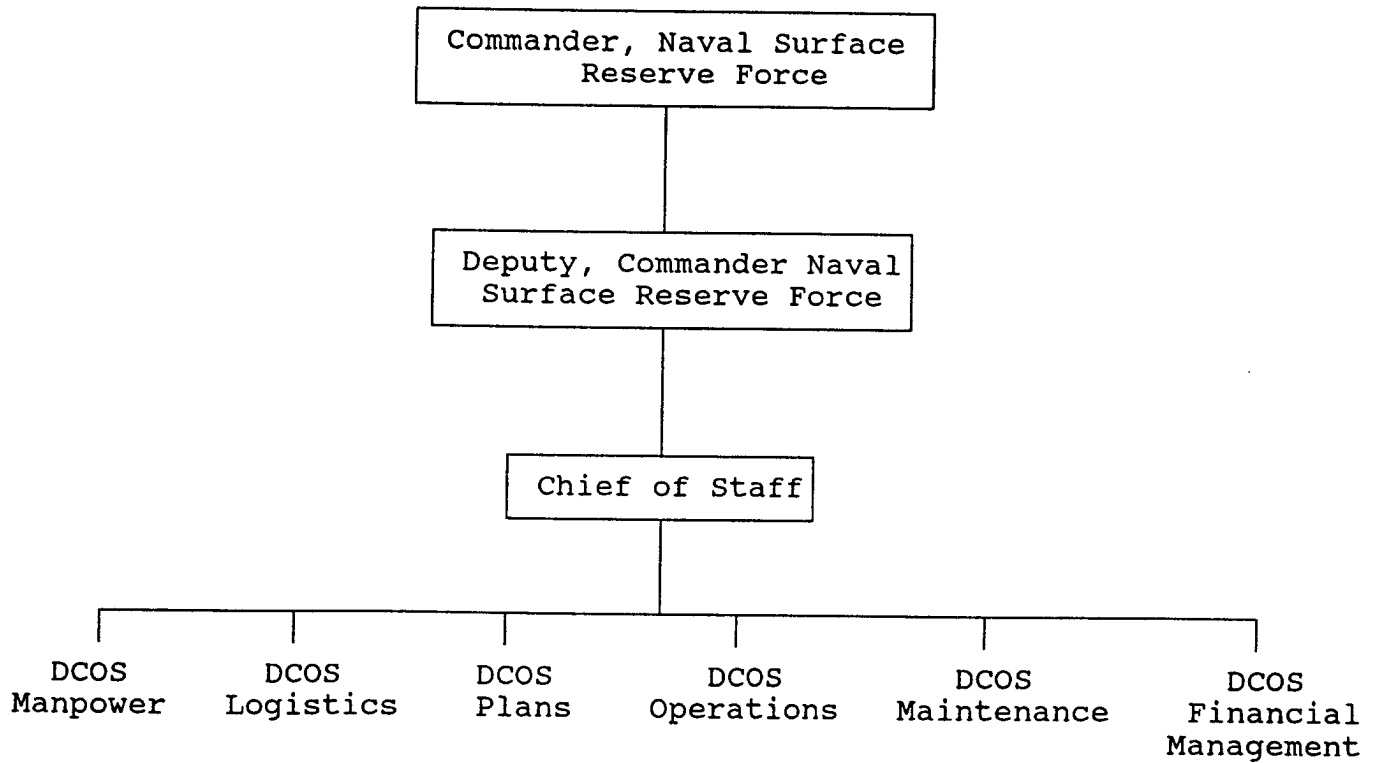 Commander, Naval Surface
Reserve Force
Deputy, Commander Naval
Surface Reserve Force
Chief of Staff
DCOS
Manpower
DCOS
Logistics
DCOS
Plans
DCOS
Operations
DCOS
Maintenance
DCOS
Financial
Management